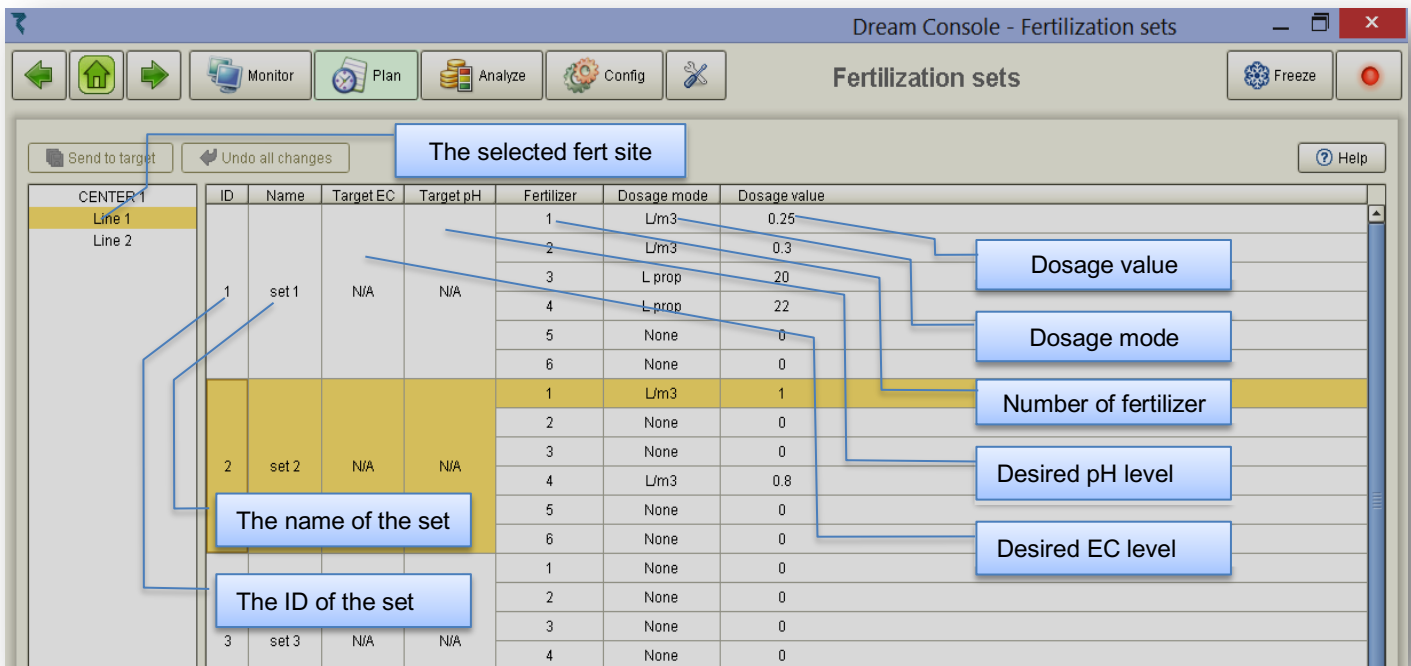 Dream Console - Fertilization sets
Monitor Plan Analyze Config Fertilization sets Freeze
Send to target Undo all changes The selected fert site Help
CENTER 1 ID Name Target EC Target pH Fertilizer Dosage mode Dosage value
Line 1 1 L/m3 0.25
Line 2 2 L/m3 0.3
Dosage value
3 L prop 20
1 set 1 N/A N/A
4 L prop 22
5 None 0
Dosage mode
6 None 0
1 L/m3 1
Number of fertilizer
2 None 0
3 None 0
2 set 2 N/A N/A
4 L/m3 0.8
Desired pH level
5 None 0
The name of the set
6 None 0
Desired EC level
1 None 0
The ID of the set
2 None 0
3 None 0
3 set 3 N/A N/A
4 None 0